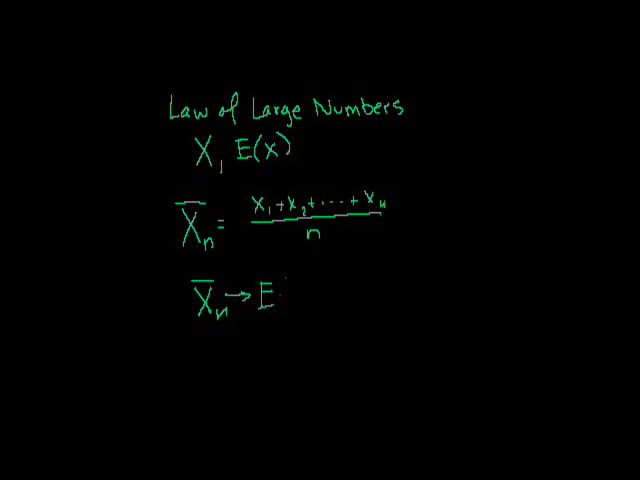 Law of Large Numbers
X, E(x)
X̄ₙ = (x₁ + x₂ + ... + xₙ) / n
X̄ₙ → E